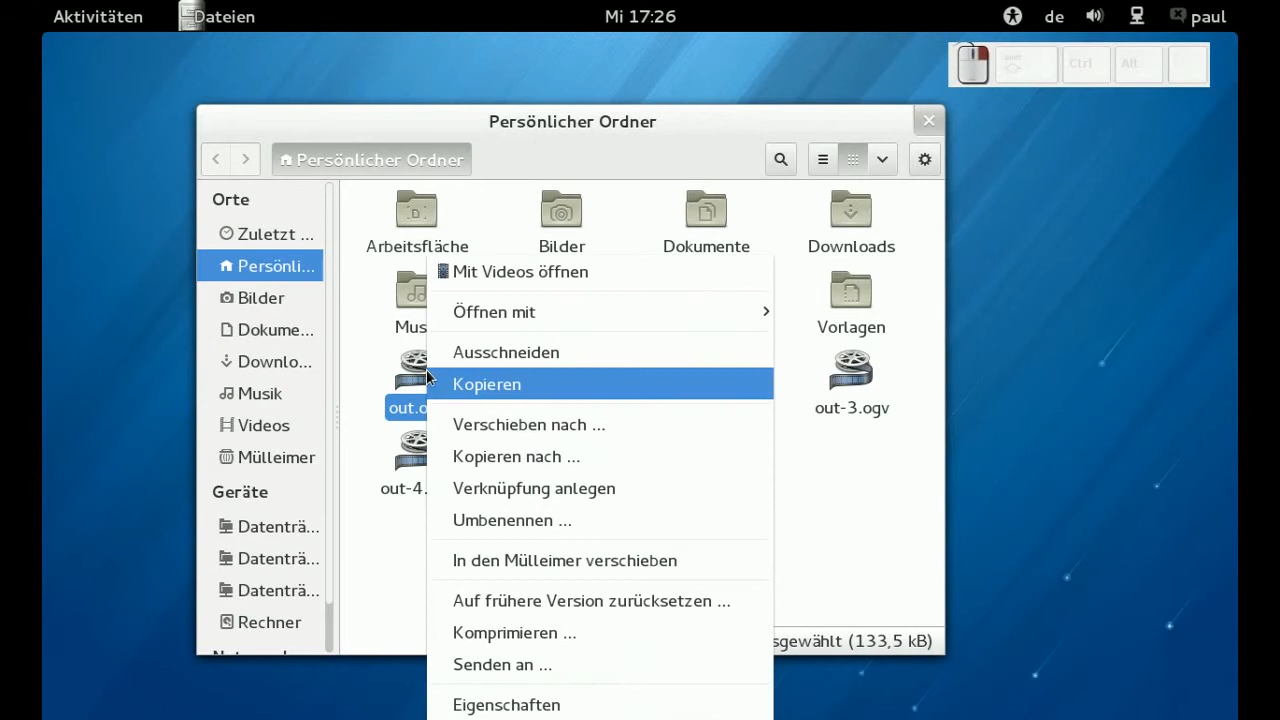 Aktivitäten
Dateien
Mi 17:26
de
paul
Ctrl
Alt
Persönlicher Ordner
Persönlicher Ordner
Orte
Zuletzt ...
Persönli...
Bilder
Dokume...
Downlo...
Musik
Videos
Mülleimer
Geräte
Datenträ...
Datenträ...
Datenträ...
Rechner
Arbeitsfläche
Bilder
Dokumente
Downloads
Mus
Vorlagen
out.o
out-3.ogv
out-4.
Mit Videos öffnen
Öffnen mit
Ausschneiden
Kopieren
Verschieben nach ...
Kopieren nach ...
Verknüpfung anlegen
Umbenennen ...
In den Mülleimer verschieben
Auf frühere Version zurücksetzen ...
Komprimieren ...
Senden an ...
Eigenschaften
sgewählt (133,5 kB)